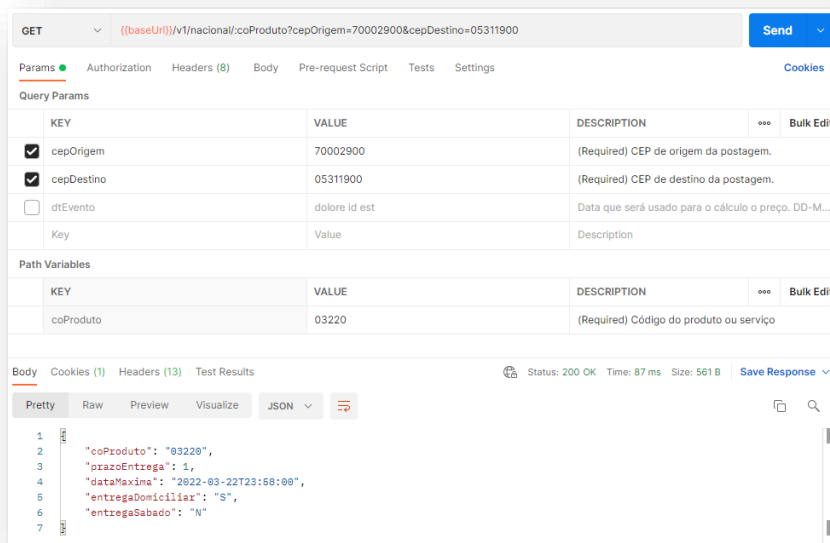 GET {{baseUrl}}/v1/nacional/:coProduto?cepOrigem=70002900&cepDestino=05311900 Send
Params Authorization Headers (8) Body Pre-request Script Tests Settings Cookies
Query Params
KEY VALUE DESCRIPTION ooo Bulk Edit
cepOrigem 70002900 (Required) CEP de origem da postagem.
cepDestino 05311900 (Required) CEP de destino da postagem.
dtEvento dolore id est Data que será usado para o cálculo o preço. DD-M...
Key Value Description
Path Variables
KEY VALUE DESCRIPTION ooo Bulk Edit
coProduto 03220 (Required) Código do produto ou serviço
Body Cookies (1) Headers (13) Test Results Status: 200 OK Time: 87 ms Size: 561 B Save Response
Pretty Raw Preview Visualize JSON
1 {
2 "coProduto": "03220",
3 "prazoEntrega": 1,
4 "dataMaxima": "2022-03-22T23:58:00",
5 "entregaDomiciliar": "S",
6 "entregaSabado": "N"
7 }